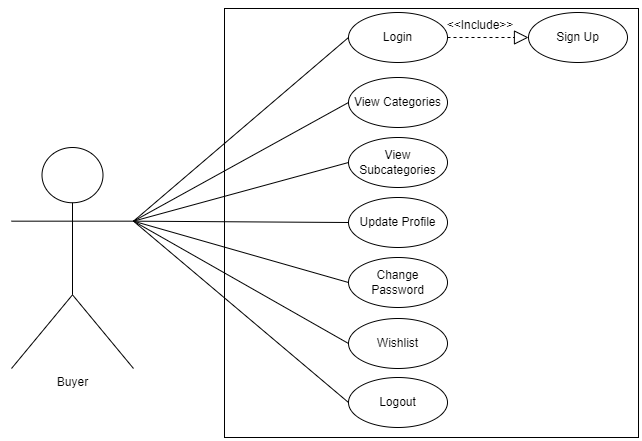 Login
<<Include>>
Sign Up
View Categories
View
Subcategories
Update Profile
Change
Password
Wishlist
Logout
Buyer